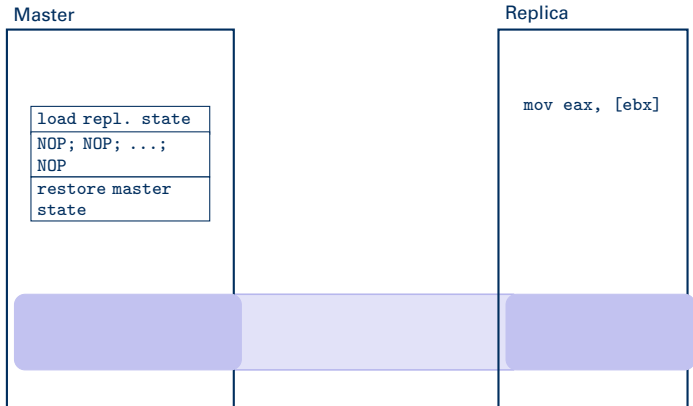 Master
Replica
load repl. state
NOP; NOP; ...;
NOP
restore master
state
mov eax, [ebx]